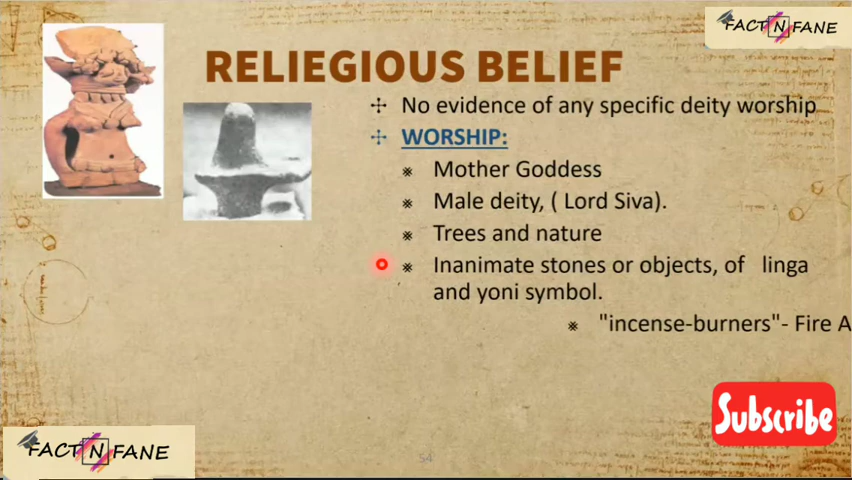 FACT N FANE
RELIEGIOUS BELIEF
No evidence of any specific deity worship
WORSHIP:
Mother Goddess
Male deity, ( Lord Siva).
Trees and nature
Inanimate stones or objects, of linga
and yoni symbol.
"incense-burners"- Fire A
Subscribe
FACT N FANE
54